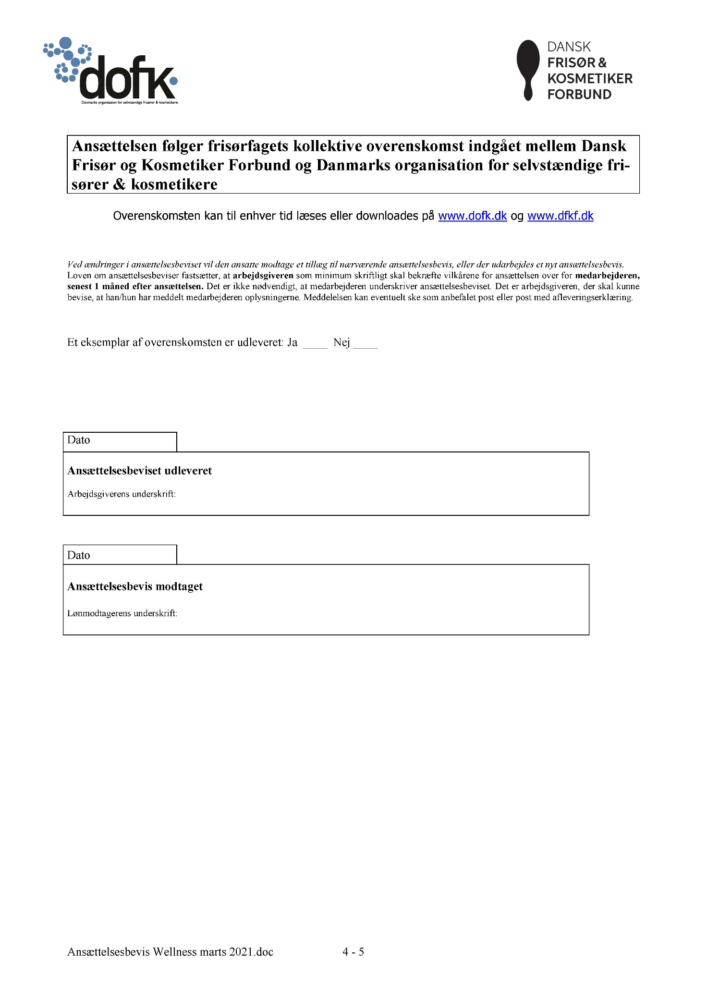 dofk
Danmarks organisation for selvstændige frisører & kosmetikere.
DANSK
FRISØR &
KOSMETIKER
FORBUND
Ansættelsen følger frisørfagets kollektive overenskomst indgået mellem Dansk
Frisør og Kosmetiker Forbund og Danmarks organisation for selvstændige fri-
sører & kosmetikere
Overenskomsten kan til enhver tid læses eller downloades på www.dofk.dk og www.dfkf.dk
Ved ændringer i ansættelsesbeviset vil den ansatte modtage et tillæg til nærværende ansættelsesbevis, eller der udarbejdes et nyt ansættelsesbevis.
Loven om ansættelsesbeviser fastsætter, at arbejdsgiveren som minimum skriftligt skal bekræfte vilkårene for ansættelsen over for medarbejderen,
senest 1 måned efter ansættelsen. Det er ikke nødvendigt, at medarbejderen underskriver ansættelsesbeviset. Det er arbejdsgiveren, der skal kunne
bevise, at han/hun har meddelt medarbejderen oplysningerne. Meddelelsen kan eventuelt ske som anbefalet post eller post med afleveringserklæring.
Et eksemplar af overenskomsten er udleveret: Ja ____ Nej ____
Dato
Ansættelsesbeviset udleveret
Arbejdsgiverens underskrift:
Dato
Ansættelsesbevis modtaget
Lønmodtagerens underskrift:
Ansættelsesbevis Wellness marts 2021.doc 4 - 5